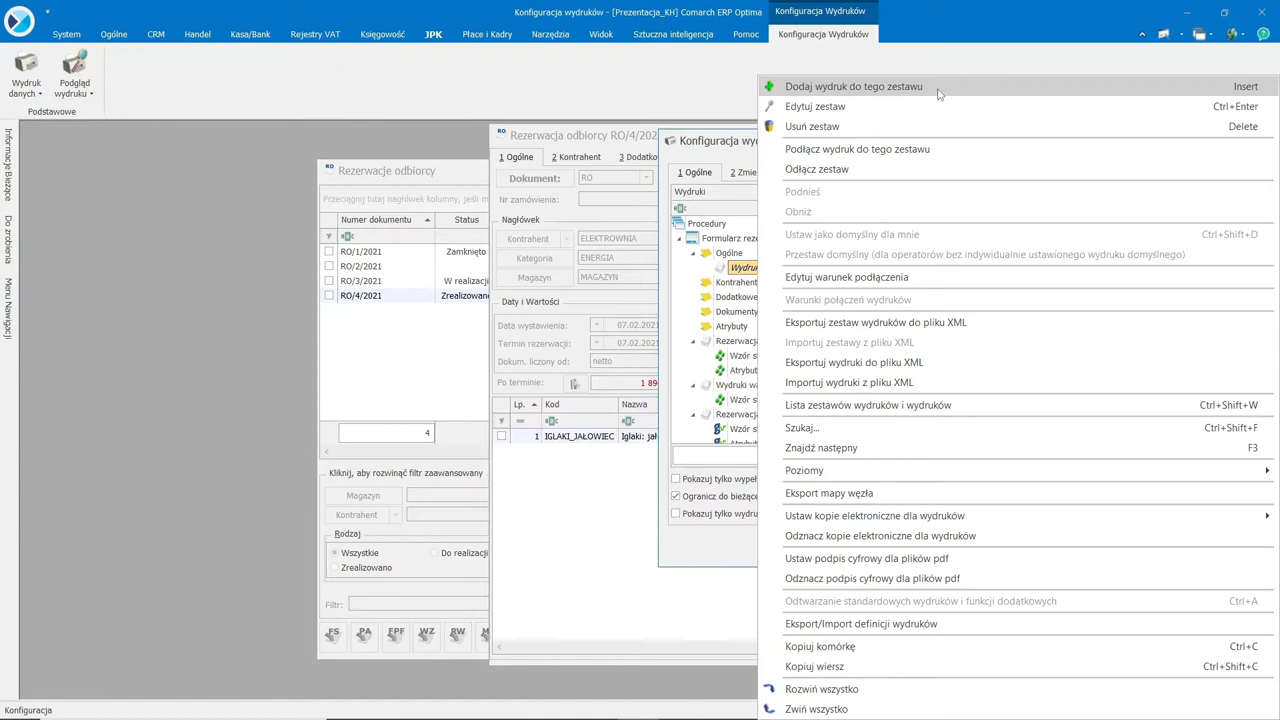 Konfiguracja wydruków - [Prezentacja_KH] Comarch ERP Optima
Konfiguracja Wydruków
System Ogólne CRM Handel Kasa/Bank Rejestry VAT Księgowość JPK Płace i Kadry Narzędzia Widok Sztuczna inteligencja Pomoc Konfiguracja Wydruków
Wydruk danych
Podgląd wydruku
Podstawowe
Informacje Bieżące
Do zrobienia
Menu Nawigacji
RO Rezerwacje odbiorcy
Przeciągnij tutaj nagłówek kolumny, jeśli m
Numer dokumentu Status
RO/1/2021 Zamknięto
RO/2/2021
RO/3/2021 W realizacji
RO/4/2021 Zrealizowano
4
Kliknij, aby rozwinąć filtr zaawansowany
Magazyn
Kontrahent
Rodzaj
Wszystkie Do realizacji
Zrealizowano
Filtr:
FS PA FPF WZ RW
RO Rezerwacja odbiorcy RO/4/202
1 Ogólne 2 Kontrahent 3 Dodatko
Dokument: RO
Nr zamówienia:
Nagłówek
Kontrahent ELEKTROWNIA
Kategoria ENERGIA
Magazyn MAGAZYN
Daty i Wartości
Data wystawienia: 07.02.2021
Termin rezerwacji: 07.02.2021
Dokum. liczony od: netto
Po terminie: 1 89
Lp. Kod Nazwa
1 IGLAKI_JAŁOWIEC Iglaki: jał
Konfiguracja wy
1 Ogólne 2 Zmie
Wydruki
Procedury
Formularz reze
Ogólne
Wydru
Kontrahent
Dodatkowe
Dokumenty
Atrybuty
Rezerwacja
Wzór s
Atrybut
Wydruki wa
Wzór s
Rezerwacja
Wzór s
Atrybut
Pokazuj tylko wypeł
Ogranicz do bieżące
Pokazuj tylko wydru
Dodaj wydruk do tego zestawu Insert
Edytuj zestaw Ctrl+Enter
Usuń zestaw Delete
Podłącz wydruk do tego zestawu
Odłącz zestaw
Podnieś
Obniż
Ustaw jako domyślny dla mnie Ctrl+Shift+D
Przestaw domyślny (dla operatorów bez indywidualnie ustawionego wydruku domyślnego)
Edytuj warunek podłączenia
Warunki połączeń wydruków
Eksportuj zestaw wydruków do pliku XML
Importuj zestawy z pliku XML
Eksportuj wydruki do pliku XML
Importuj wydruki z pliku XML
Lista zestawów wydruków i wydruków Ctrl+Shift+W
Szukaj... Ctrl+Shift+F
Znajdź następny F3
Poziomy
Eksport mapy węzła
Ustaw kopie elektroniczne dla wydruków
Odznacz kopie elektroniczne dla wydruków
Ustaw podpis cyfrowy dla plików pdf
Odznacz podpis cyfrowy dla plików pdf
Odtwarzanie standardowych wydruków i funkcji dodatkowych Ctrl+A
Eksport/Import definicji wydruków
Kopiuj komórkę Ctrl+C
Kopiuj wiersz Ctrl+Shift+C
Rozwiń wszystko
Zwiń wszystko
Konfiguracja